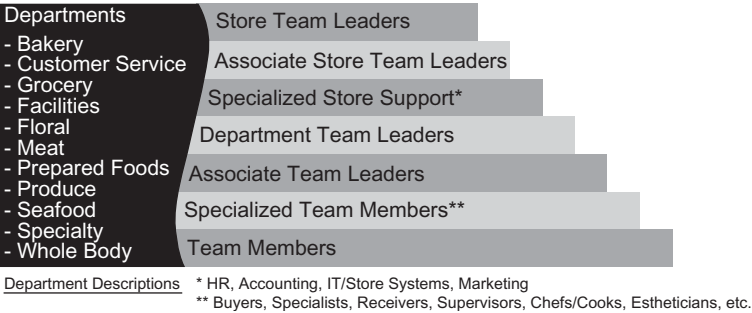 Departments
- Bakery
- Customer Service
- Grocery
- Facilities
- Floral
- Meat
- Prepared Foods
- Produce
- Seafood
- Specialty
- Whole Body
Store Team Leaders
Associate Store Team Leaders
Specialized Store Support*
Department Team Leaders
Associate Team Leaders
Specialized Team Members**
Team Members
Department Descriptions
* HR, Accounting, IT/Store Systems, Marketing
** Buyers, Specialists, Receivers, Supervisors, Chefs/Cooks, Estheticians, etc.